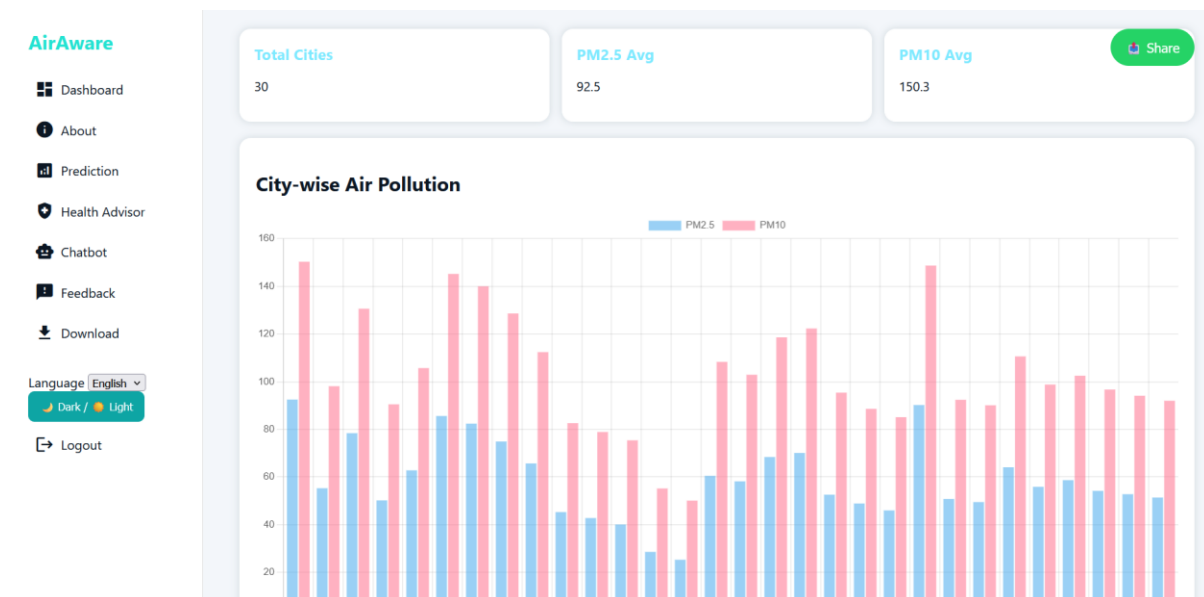 AirAware
Dashboard
About
Prediction
Health Advisor
Chatbot
Feedback
Download
Language English
Dark / Light
Logout
Total Cities
30
PM2.5 Avg
92.5
PM10 Avg
150.3
Share
City-wise Air Pollution
PM2.5 PM10
160
140
120
100
80
60
40
20